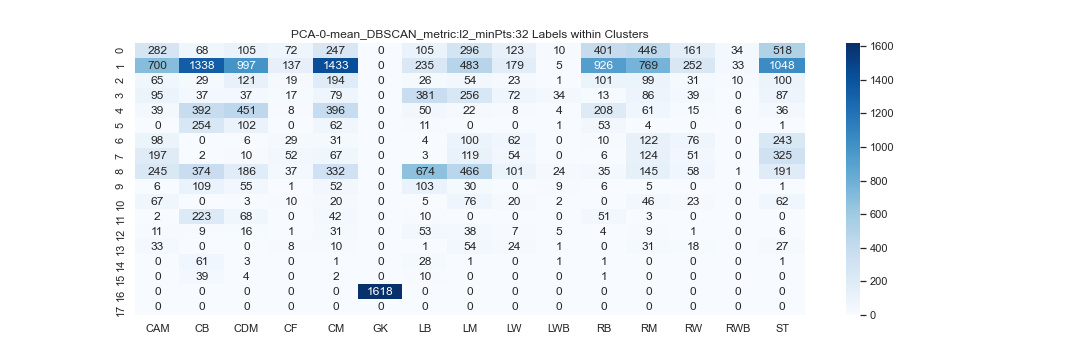 PCA-0-mean_DBSCAN_metric:l2_minPts:32 Labels within Clusters
0 282 68 105 72 247 0 105 296 123 10 401 446 161 34 518
1 700 1338 997 137 1433 0 235 483 179 5 926 769 252 33 1048
2 65 29 121 19 194 0 26 54 23 1 101 99 31 10 100
3 95 37 37 17 79 0 381 256 72 34 13 86 39 0 87
4 39 392 451 8 396 0 50 22 8 4 208 61 15 6 36
5 0 254 102 0 62 0 11 0 0 1 53 4 0 0 1
6 98 0 6 29 31 0 4 100 62 0 10 122 76 0 243
7 197 2 10 52 67 0 3 119 54 0 6 124 51 0 325
8 245 374 186 37 332 0 674 466 101 24 35 145 58 1 191
9 6 109 55 1 52 0 103 30 0 9 6 5 0 0 1
10 67 0 3 10 20 0 5 76 20 2 0 46 23 0 62
11 2 223 68 0 42 0 10 0 0 0 51 3 0 0 0
12 11 9 16 1 31 0 53 38 7 5 4 9 1 0 6
13 33 0 0 8 10 0 1 54 24 1 0 31 18 0 27
14 0 61 3 0 1 0 28 1 0 1 1 0 0 0 1
15 0 39 4 0 2 0 10 0 0 0 1 0 0 0 0
16 0 0 0 0 0 1618 0 0 0 0 0 0 0 0 0
17 0 0 0 0 0 0 0 0 0 0 0 0 0 0 0
CAM CB CDM CF CM GK LB LM LW LWB RB RM RW RWB ST
1600
1400
1200
1000
800
600
400
200
0